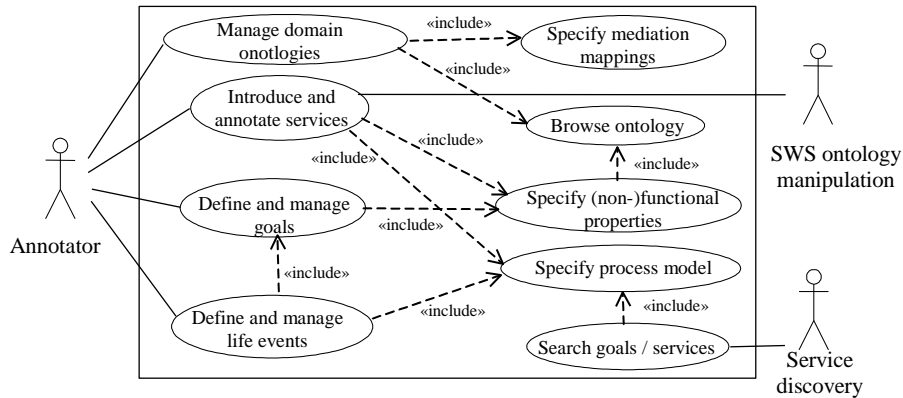 Manage domain
onotlogies
«include»
Specify mediation
mappings
«include»
Introduce and
annotate services
Browse ontology
SWS ontology
manipulation
«include»
«include»
«include»
Define and manage
goals
Specify (non-)functional
properties
«include»
Annotator
«include»
Specify process model
Define and manage
life events
«include»
«include»
Search goals / services
Service
discovery